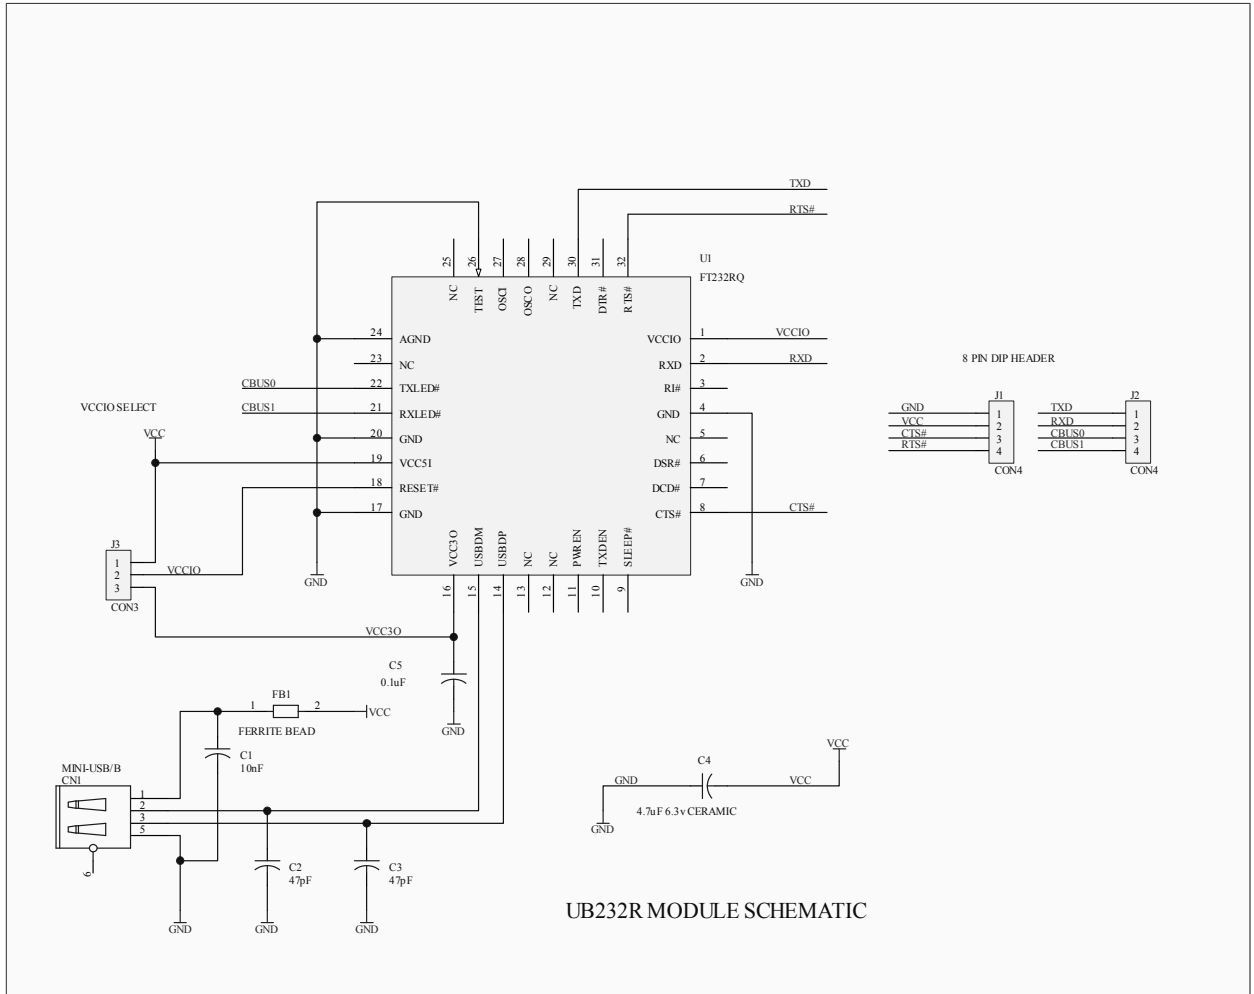 TXD
RTS#
U1
FT232RQ
25
26
27
28
29
30
31
32
NC
TEST
OSCI
OSCO
NC
TXD
DTR#
RTS#
24
AGND
VCCIO
1
VCCIO
23
NC
RXD
2
RXD
8 PIN DIP HEADER
CBUS0
22
TXLED#
RI#
3
VCCIO SELECT
CBUS1
21
RXLED#
GND
4
J1
J2
GND
1
TXD
1
VCC
2
RXD
2
CTS#
3
CBUS0
3
RTS#
4
CBUS1
4
CON4
CON4
VCC
20
GND
NC
5
19
VCC5I
DSR#
6
18
RESET#
DCD#
7
17
GND
CTS#
8
CTS#
VCC3O
USBDM
USBDP
NC
NC
PWREN
TXDEN
SLEEP#
16
15
14
13
12
11
10
9
J3
1
2
VCCIO
3
CON3
GND
GND
VCC3O
C5
0.1uF
GND
FB1
1
2
VCC
FERRITE BEAD
C1
10nF
MINI-USB/B
CN1
1
2
3
5
6
C2
47pF
C3
47pF
GND
GND
GND
VCC
C4
GND
VCC
4.7uF 6.3v CERAMIC
GND
UB232R MODULE SCHEMATIC